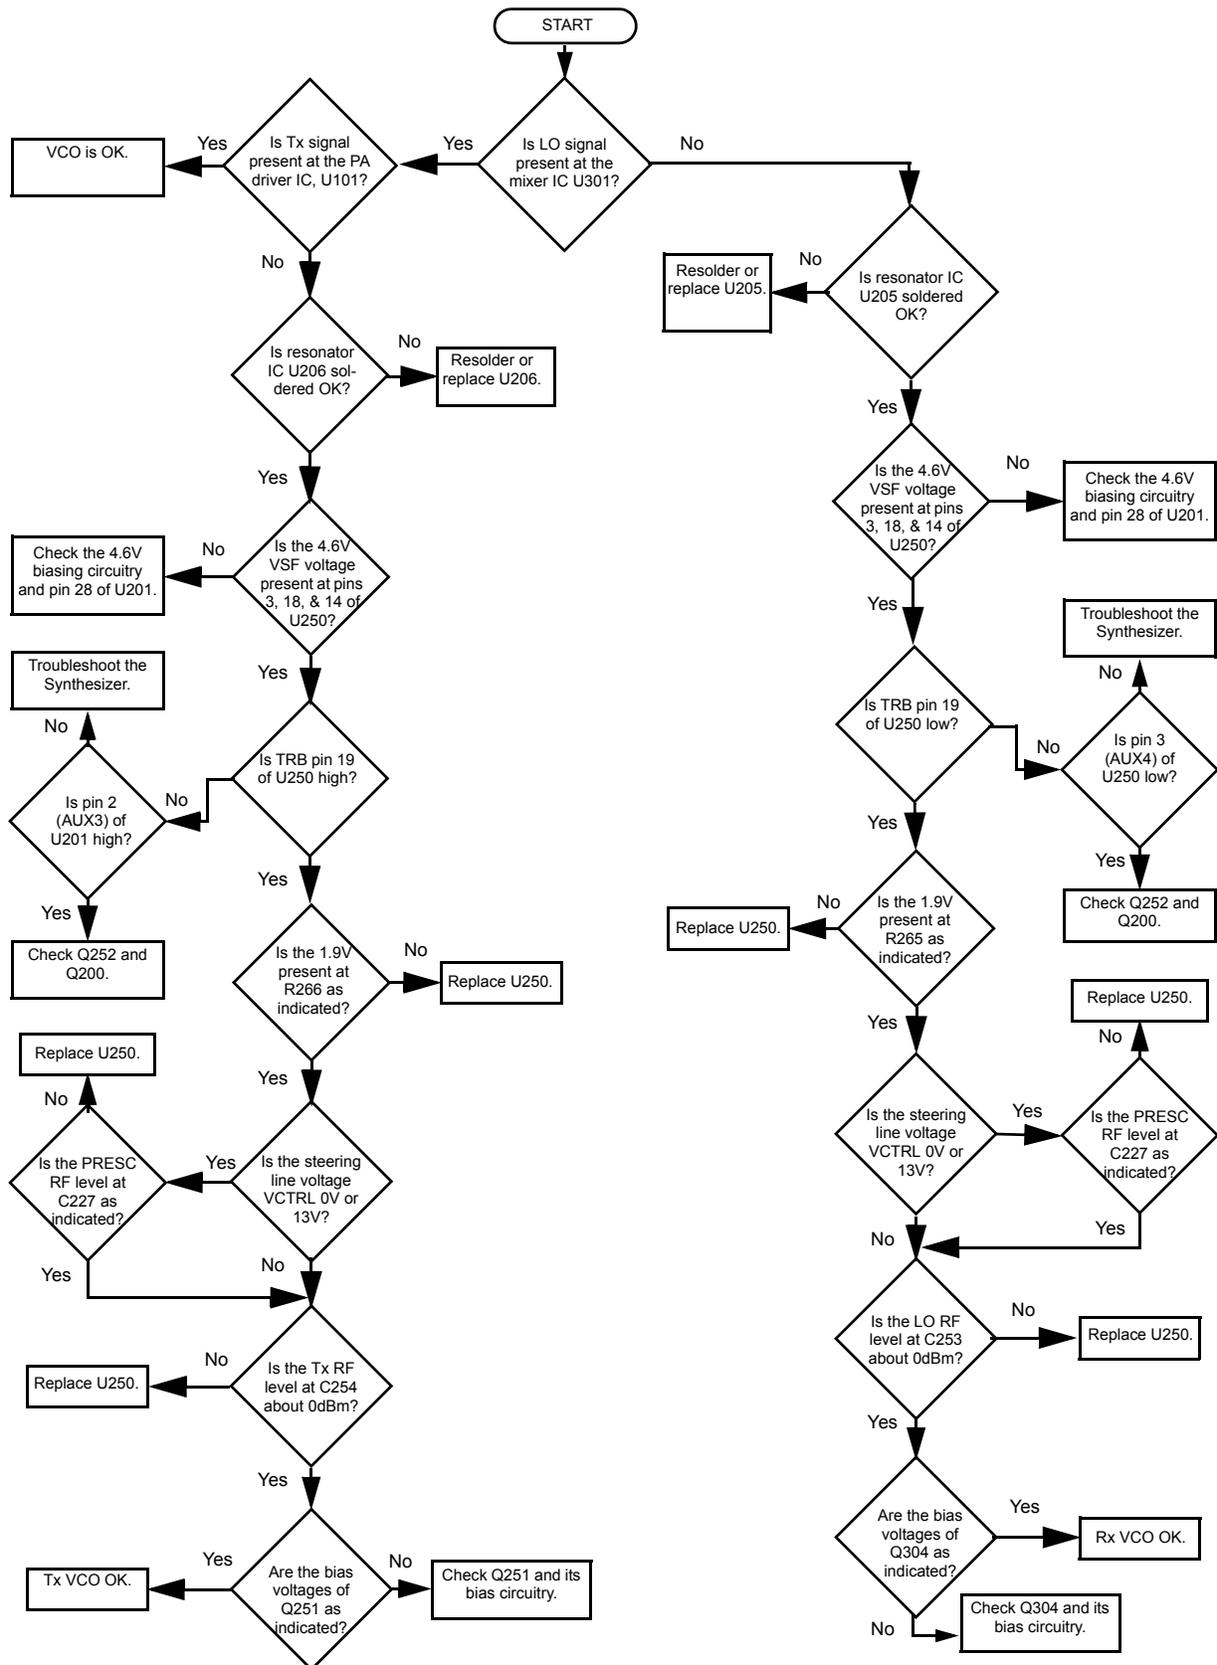 START
Is LO signal
present at the
mixer IC U301?
Yes
No
Is Tx signal
present at the PA
driver IC, U101?
Yes
VCO is OK.
No
Is resonator
IC U206 sol-
dered OK?
No
Resolder or
replace U206.
Yes
Is the 4.6V
VSF voltage
present at pins
3, 18, & 14 of
U250?
No
Check the 4.6V
biasing circuitry
and pin 28 of U201.
Yes
Is TRB pin 19
of U250 high?
No
Is pin 2
(AUX3) of
U201 high?
No
Troubleshoot the
Synthesizer.
Yes
Check Q252 and
Q200.
Yes
Is the 1.9V
present at
R266 as
indicated?
No
Replace U250.
Yes
Is the steering
line voltage
VCTRL 0V or
13V?
Yes
Is the PRESC
RF level at
C227 as
indicated?
No
Replace U250.
Yes
No
Is the Tx RF
level at C254
about 0dBm?
No
Replace U250.
Yes
Are the bias
voltages of
Q251 as
indicated?
Yes
Tx VCO OK.
No
Check Q251 and its
bias circuitry.
Is resonator IC
U205 soldered
OK?
No
Resolder or
replace U205.
Yes
Is the 4.6V
VSF voltage
present at pins
3, 18, & 14 of
U250?
No
Check the 4.6V
biasing circuitry
and pin 28 of U201.
Yes
Is TRB pin 19
of U250 low?
No
Is pin 3
(AUX4) of
U250 low?
No
Troubleshoot the
Synthesizer.
Yes
Check Q252 and
Q200.
Yes
Is the 1.9V
present at
R265 as
indicated?
No
Replace U250.
Yes
Is the steering
line voltage
VCTRL 0V or
13V?
Yes
Is the PRESC
RF level at
C227 as
indicated?
No
Replace U250.
Yes
No
Is the LO RF
level at C253
about 0dBm?
No
Replace U250.
Yes
Are the bias
voltages of
Q304 as
indicated?
Yes
Rx VCO OK.
No
Check Q304 and its
bias circuitry.